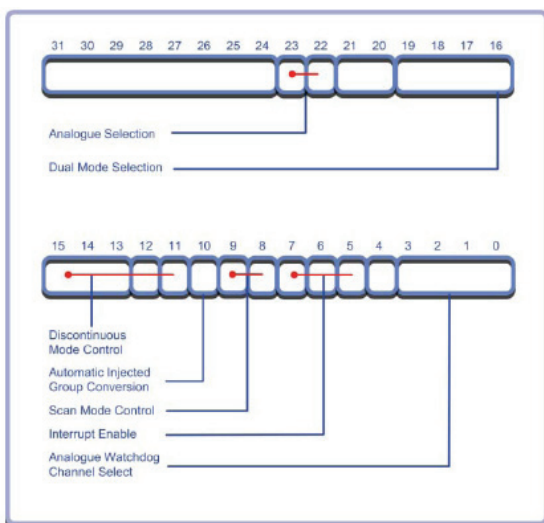 31 30 29 28 27 26 25 24 23 22 21 20 19 18 17 16
Analogue Selection
Dual Mode Selection
15 14 13 12 11 10 9 8 7 6 5 4 3 2 1 0
Discontinuous
Mode Control
Automatic Injected
Group Conversion
Scan Mode Control
Interrupt Enable
Analogue Watchdog
Channel Select